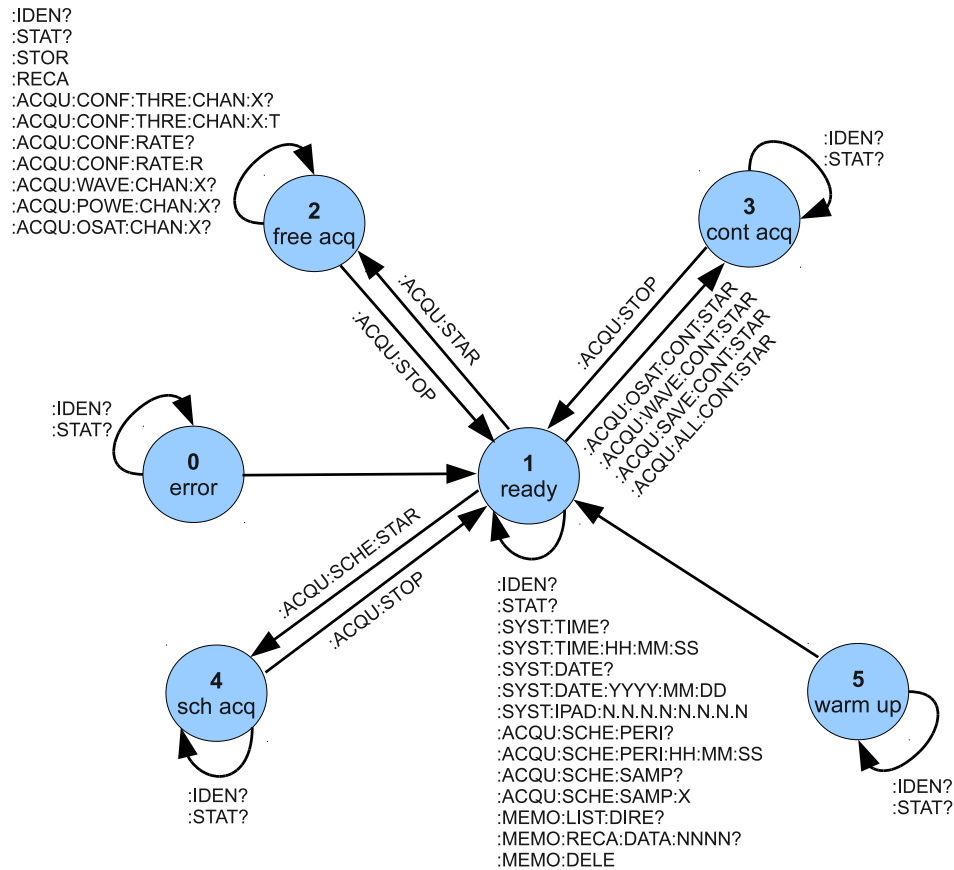 :IDEN?
:STAT?
:STOR
:RECA
:ACQU:CONF:THRE:CHAN:X?
:ACQU:CONF:THRE:CHAN:X:T
:ACQU:CONF:RATE?
:ACQU:CONF:RATE:R
:ACQU:WAVE:CHAN:X?
:ACQU:POWE:CHAN:X?
:ACQU:OSAT:CHAN:X?
2
free acq
:IDEN?
:STAT?
3
cont acq
:ACQU:STAR
:ACQU:STOP
:ACQU:STOP
:ACQU:OSAT:CONT:STAR
:ACQU:WAVE:CONT:STAR
:ACQU:SAVE:CONT:STAR
:ACQU:ALL:CONT:STAR
:IDEN?
:STAT?
0
error
1
ready
:ACQU:SCHE:STAR
:ACQU:STOP
4
sch acq
:IDEN?
:STAT?
:IDEN?
:STAT?
:SYST:TIME?
:SYST:TIME:HH:MM:SS
:SYST:DATE?
:SYST:DATE:YYYY:MM:DD
:SYST:IPAD:N.N.N.N:N.N.N.N
:ACQU:SCHE:PERI?
:ACQU:SCHE:PERI:HH:MM:SS
:ACQU:SCHE:SAMP?
:ACQU:SCHE:SAMP:X
:MEMO:LIST:DIRE?
:MEMO:RECA:DATA:NNNN?
:MEMO:DELE
5
warm up
:IDEN?
:STAT?